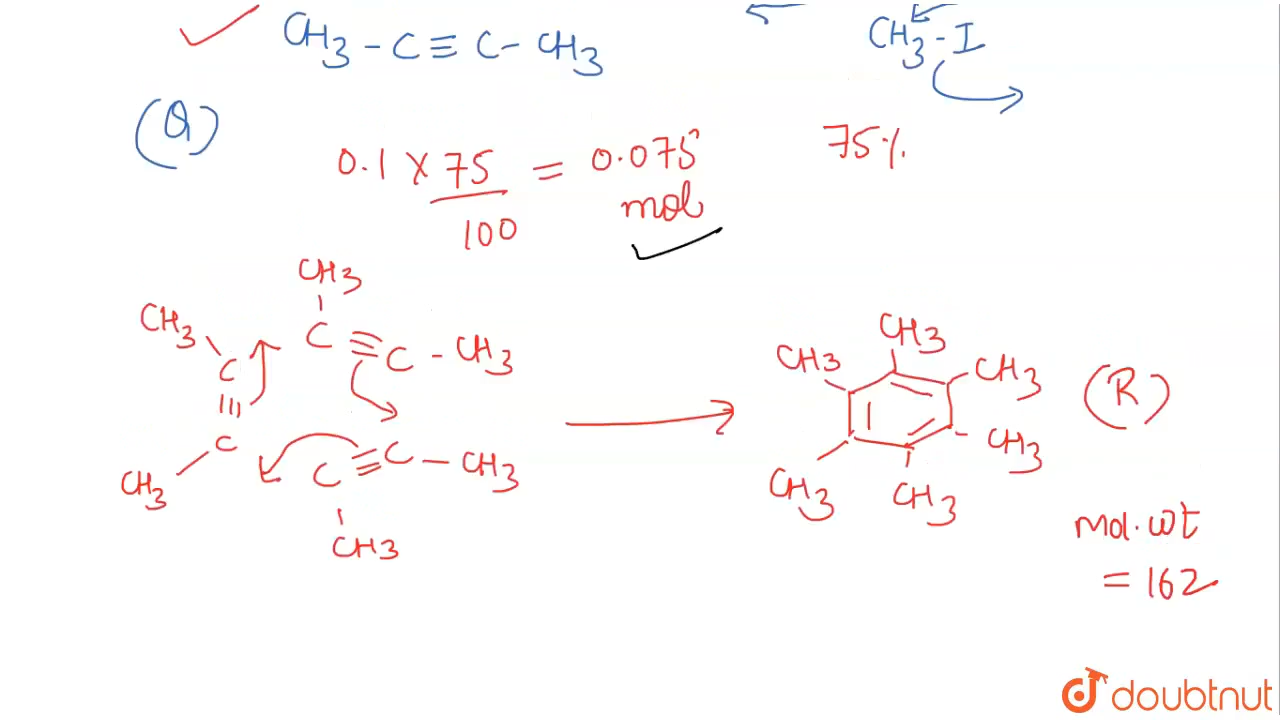 CH3 - C ≡ C - CH3
CH3 - I
(Q)
0.1 × 75 = 0.075
100
mol
75%
CH3
CH3
C
C ≡ C - CH3
C
C ≡ C - CH3
CH3
CH3
CH3
CH3
CH3
CH3
CH3
CH3
(R)
mol. wt
= 162
doubtnut